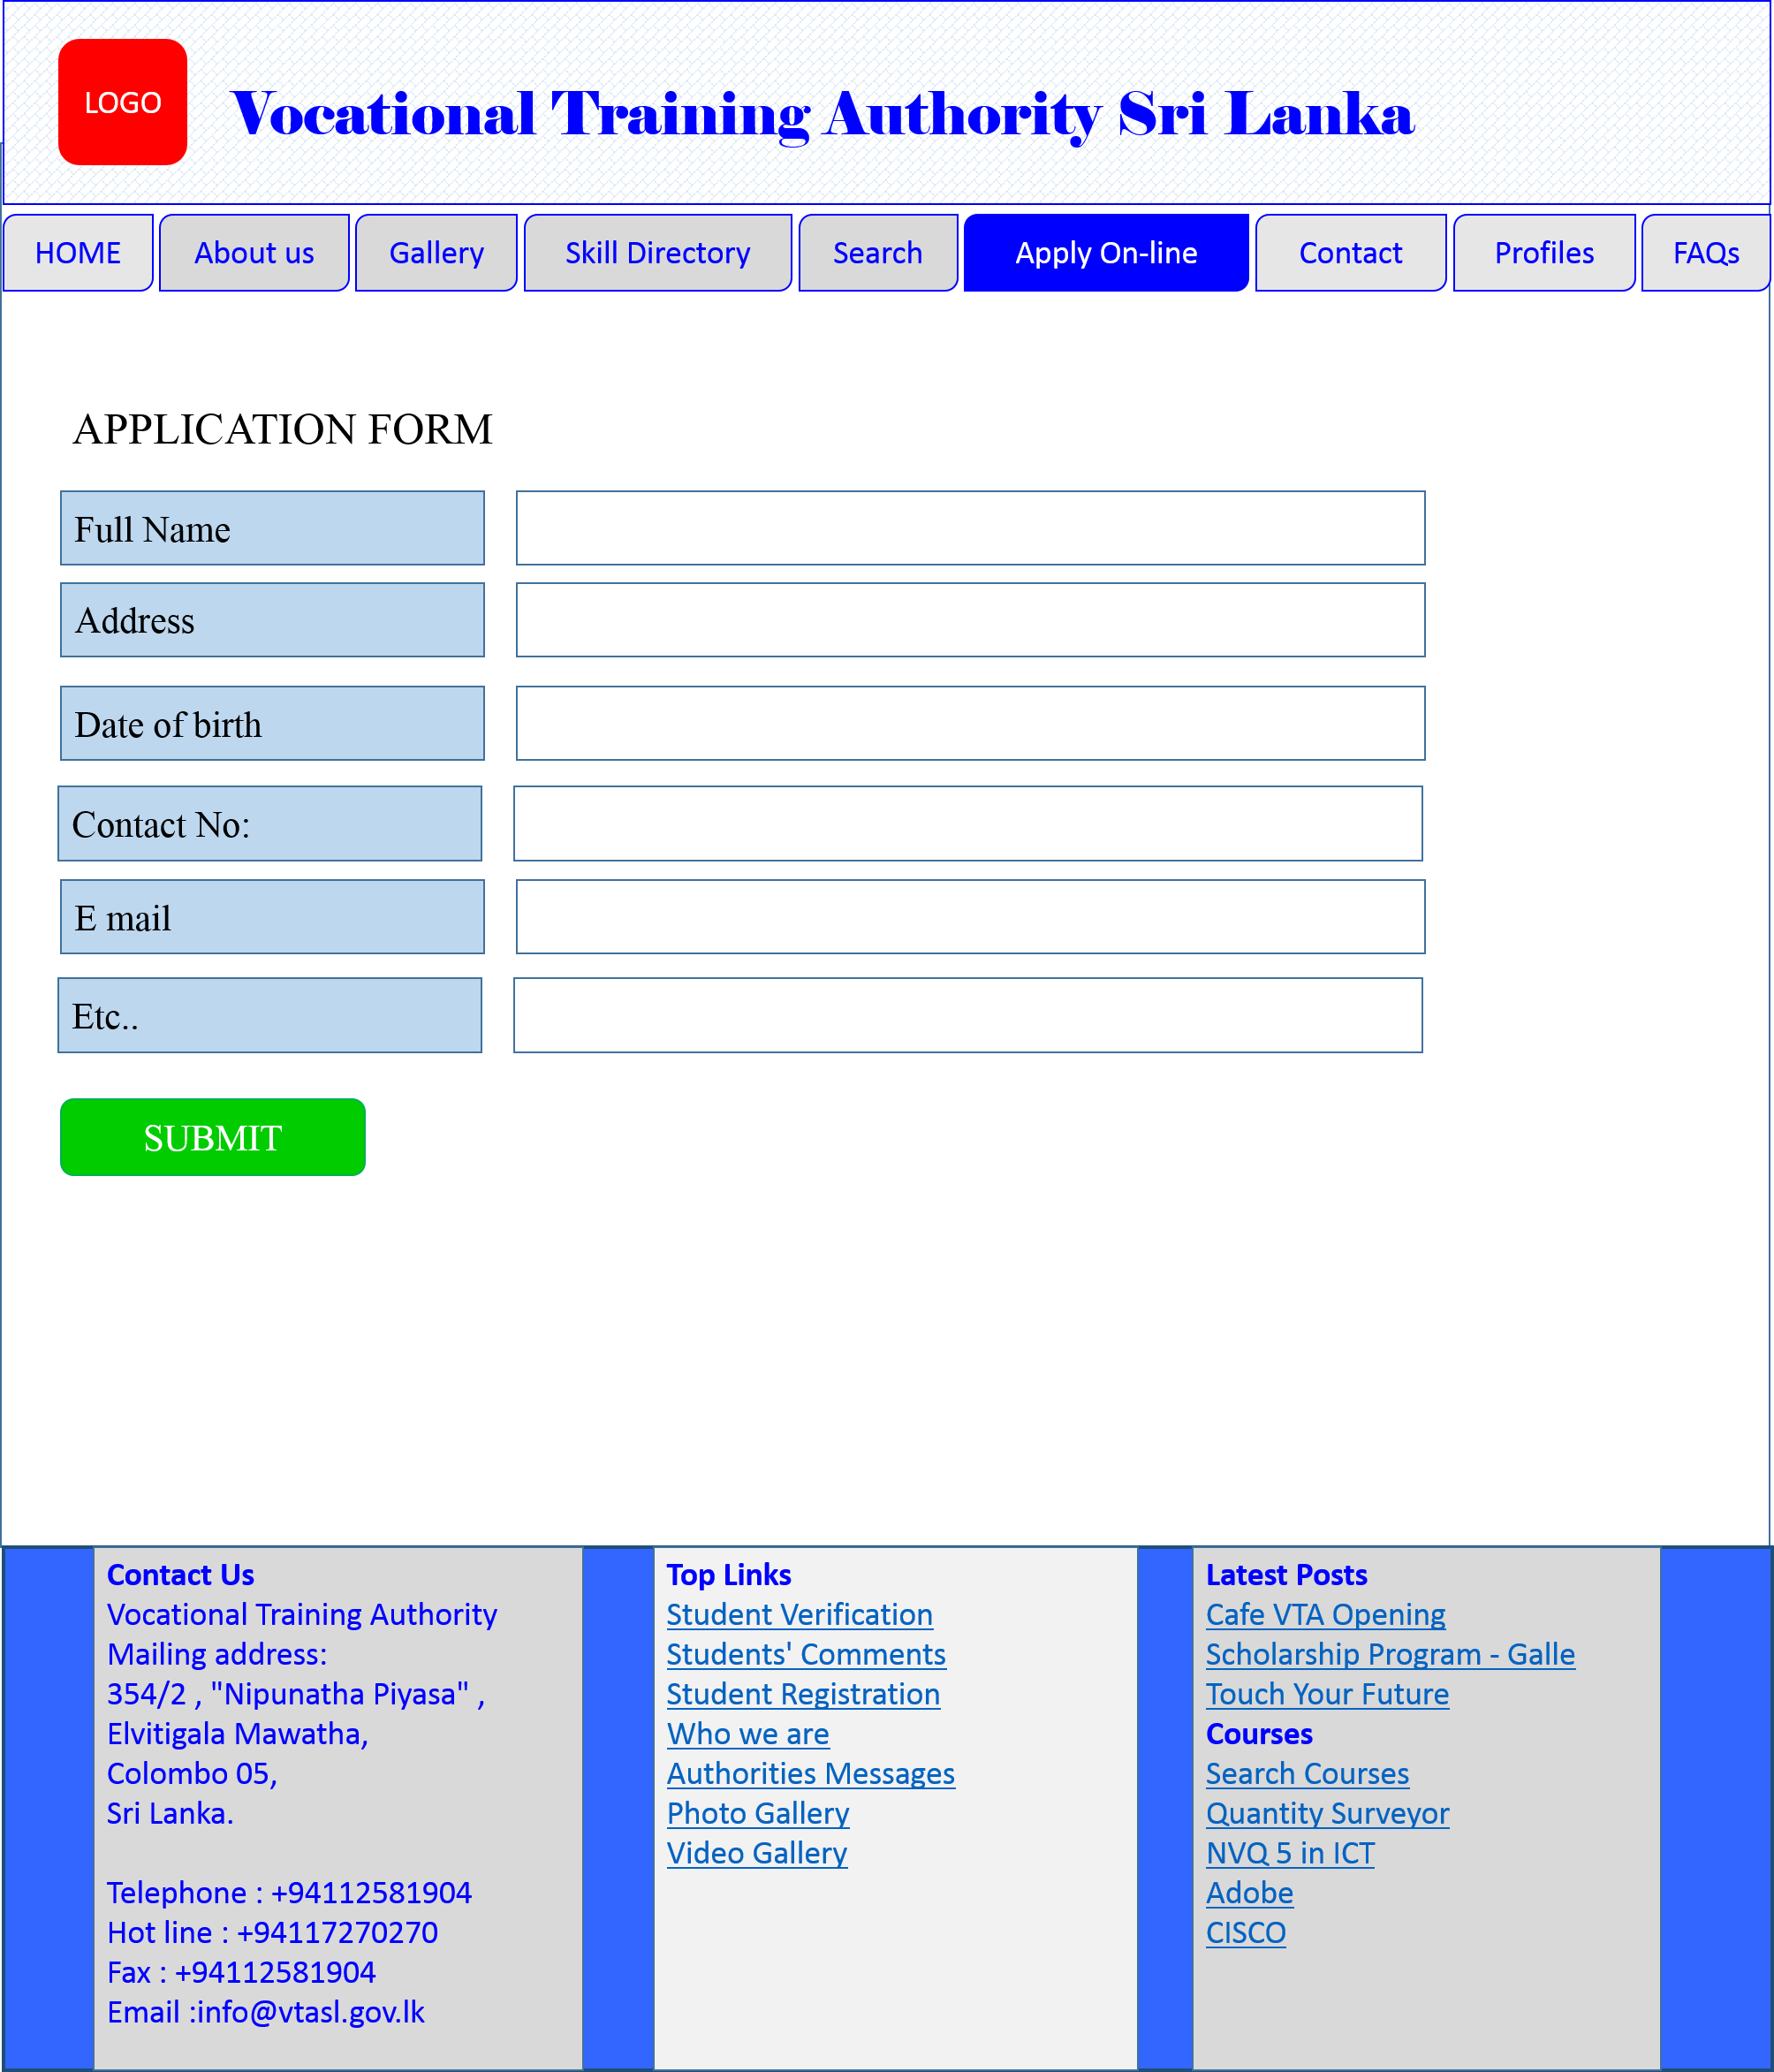 LOGO
Vocational Training Authority Sri Lanka
HOME
About us
Gallery
Skill Directory
Search
Apply On-line
Contact
Profiles
FAQs
APPLICATION FORM
Full Name
Address
Date of birth
Contact No:
E mail
Etc..
SUBMIT
Contact Us
Vocational Training Authority
Mailing address:
354/2 , "Nipunatha Piyasa" ,
Elvitigala Mawatha,
Colombo 05,
Sri Lanka.
Telephone : +94112581904
Hot line : +94117270270
Fax : +94112581904
Email :info@vtasl.gov.lk
Top Links
Student Verification
Students' Comments
Student Registration
Who we are
Authorities Messages
Photo Gallery
Video Gallery
Latest Posts
Cafe VTA Opening
Scholarship Program - Galle
Touch Your Future
Courses
Search Courses
Quantity Surveyor
NVQ 5 in ICT
Adobe
CISCO